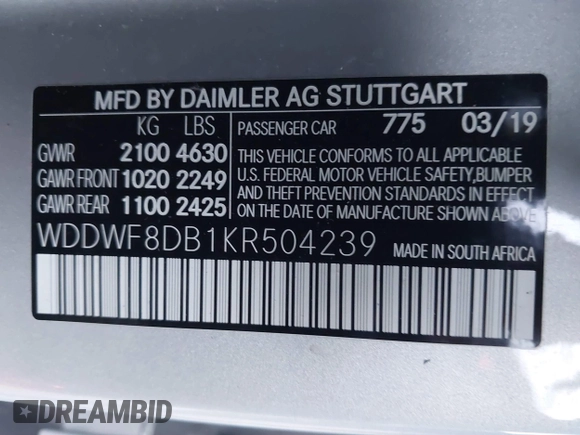 MFD BY DAIMLER AG STUTTGART
KG LBS PASSENGER CAR 775 03/19
GVWR 2100 4630
GAWR FRONT 1020 2249
GAWR REAR 1100 2425
THIS VEHICLE CONFORMS TO ALL APPLICABLE
U.S. FEDERAL MOTOR VEHICLE SAFETY,BUMPER
AND THEFT PREVENTION STANDARDS IN EFFECT
ON THE DATE OF MANUFACTURE SHOWN ABOVE.
WDDWF8DB1KR504239
MADE IN SOUTH AFRICA
DREAMBID